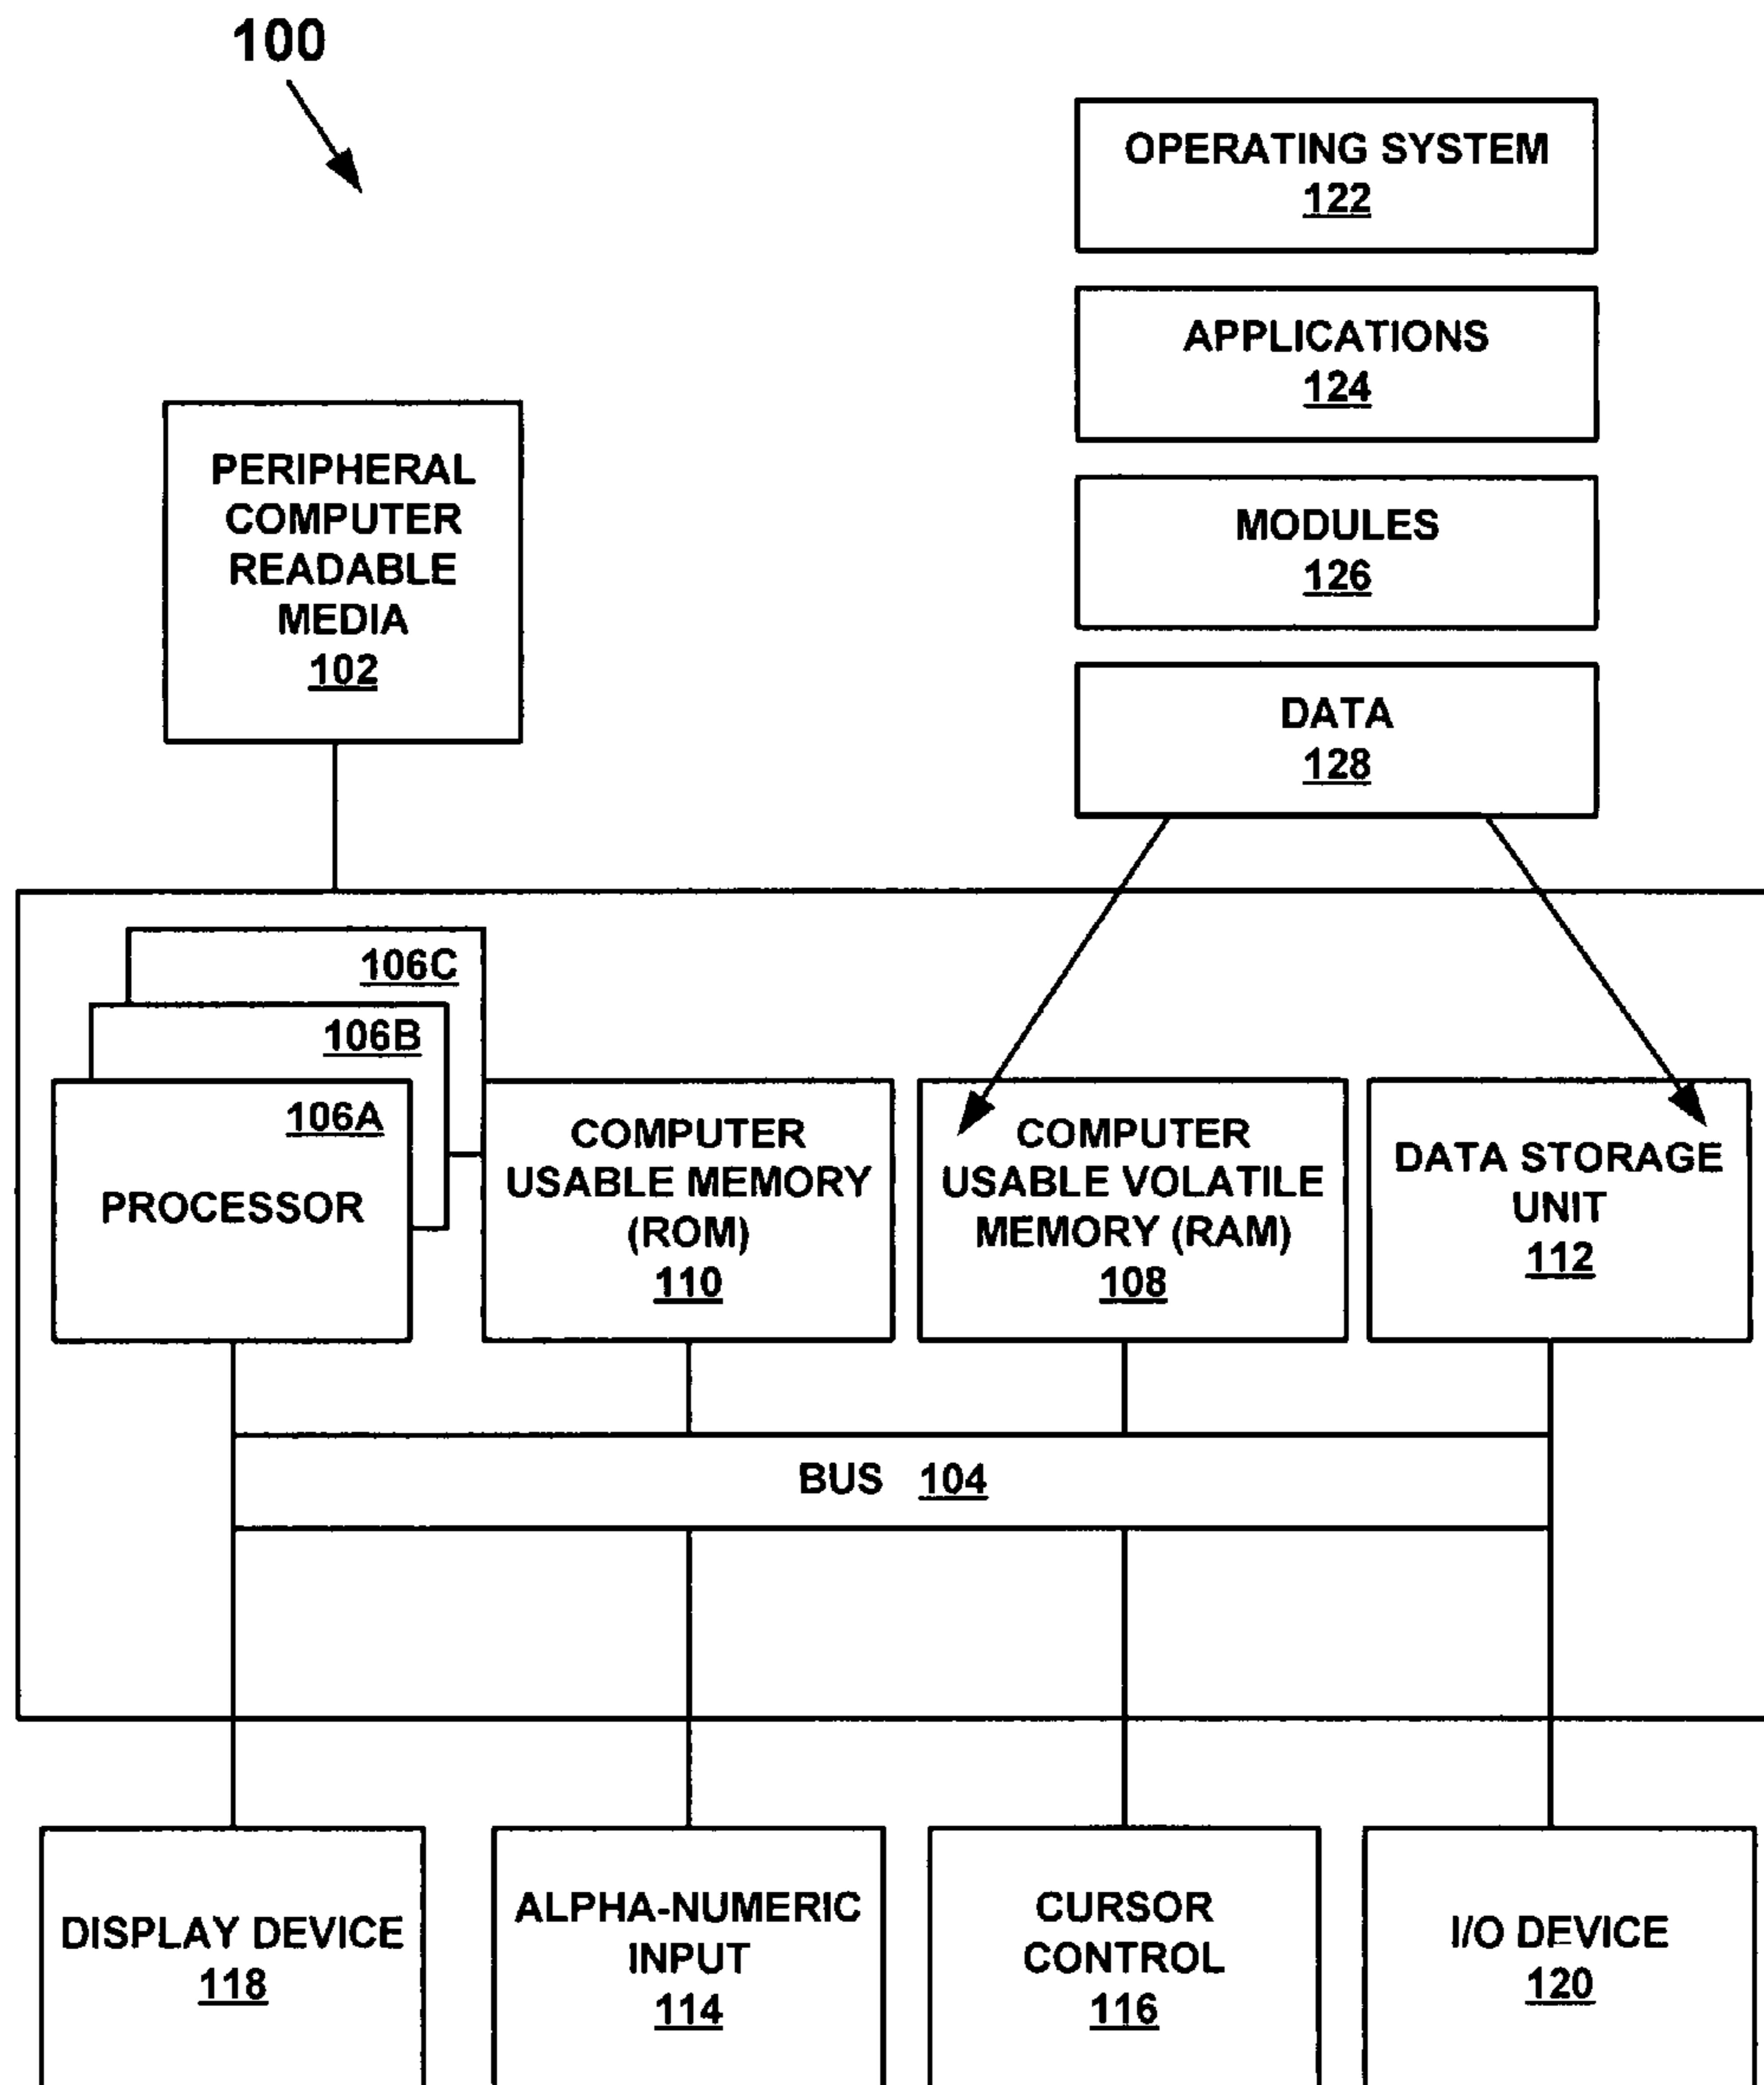 100
OPERATING SYSTEM
122
APPLICATIONS
124
PERIPHERAL
COMPUTER
READABLE
MEDIA
102
MODULES
126
DATA
128
106C
106B
106A
PROCESSOR
COMPUTER
USABLE MEMORY
(ROM)
110
COMPUTER
USABLE VOLATILE
MEMORY (RAM)
108
DATA STORAGE
UNIT
112
BUS 104
DISPLAY DEVICE
118
ALPHA-NUMERIC
INPUT
114
CURSOR
CONTROL
116
I/O DEVICE
120